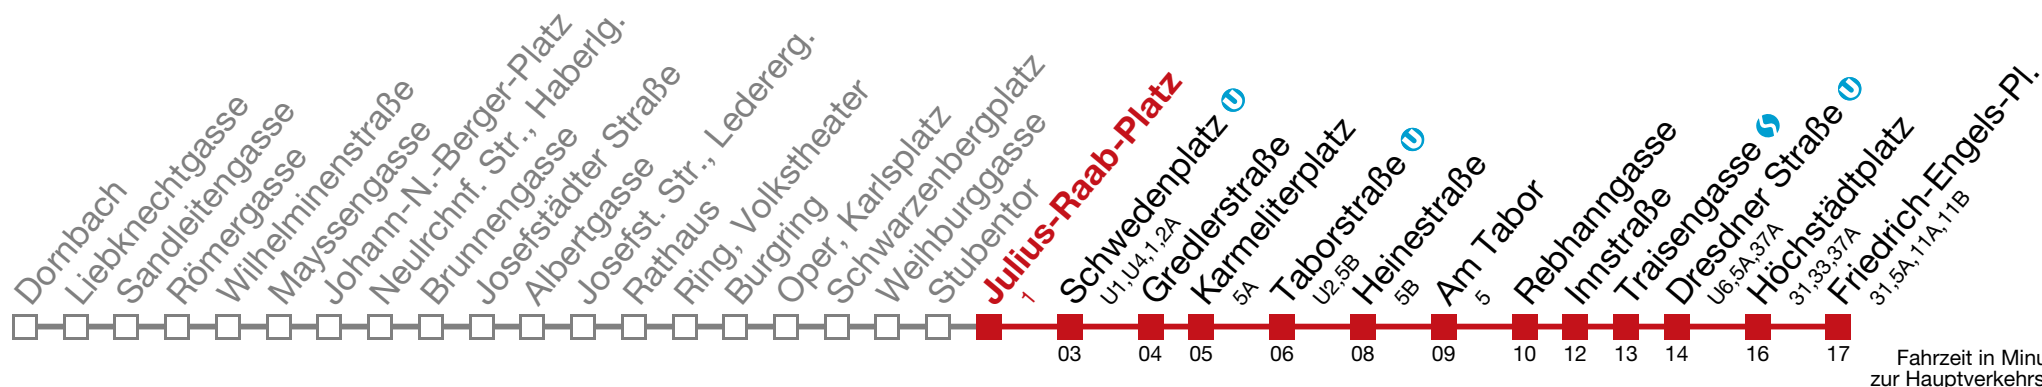 Dornbach
Liebknechtgasse
Sandleitengasse
Römergasse
Wilhelminenstraße
Mayssengasse
Johann-N.-Berger-Platz
Neulrchnf. Str., Haberlg.
Brunnengasse
Josefstädter Straße
Albertgasse
Josefst. Str., Ledererg.
Rathaus
Ring, Volkstheater
Burgring
Oper, Karlsplatz
Schwarzenbergplatz
Weihburggasse
Stubentor
Julius-Raab-Platz
1
Schwedenplatz U
U1,U4,1,2A
Gredlerstraße
Karmeliterplatz
5A
Taborstraße U
U2,5B
Heinestraße
5B
Am Tabor
5
Rebhanngasse
Innstraße
Traisengasse S
Dresdner Straße U
U6,5A,37A
Höchstädtplatz
31,33,37A
Friedrich-Engels-Pl.
31,5A,11A,11B
03 04 05 06 08 09 10 12 13 14 16 17
Fahrzeit in Minu
zur Hauptverkehrs